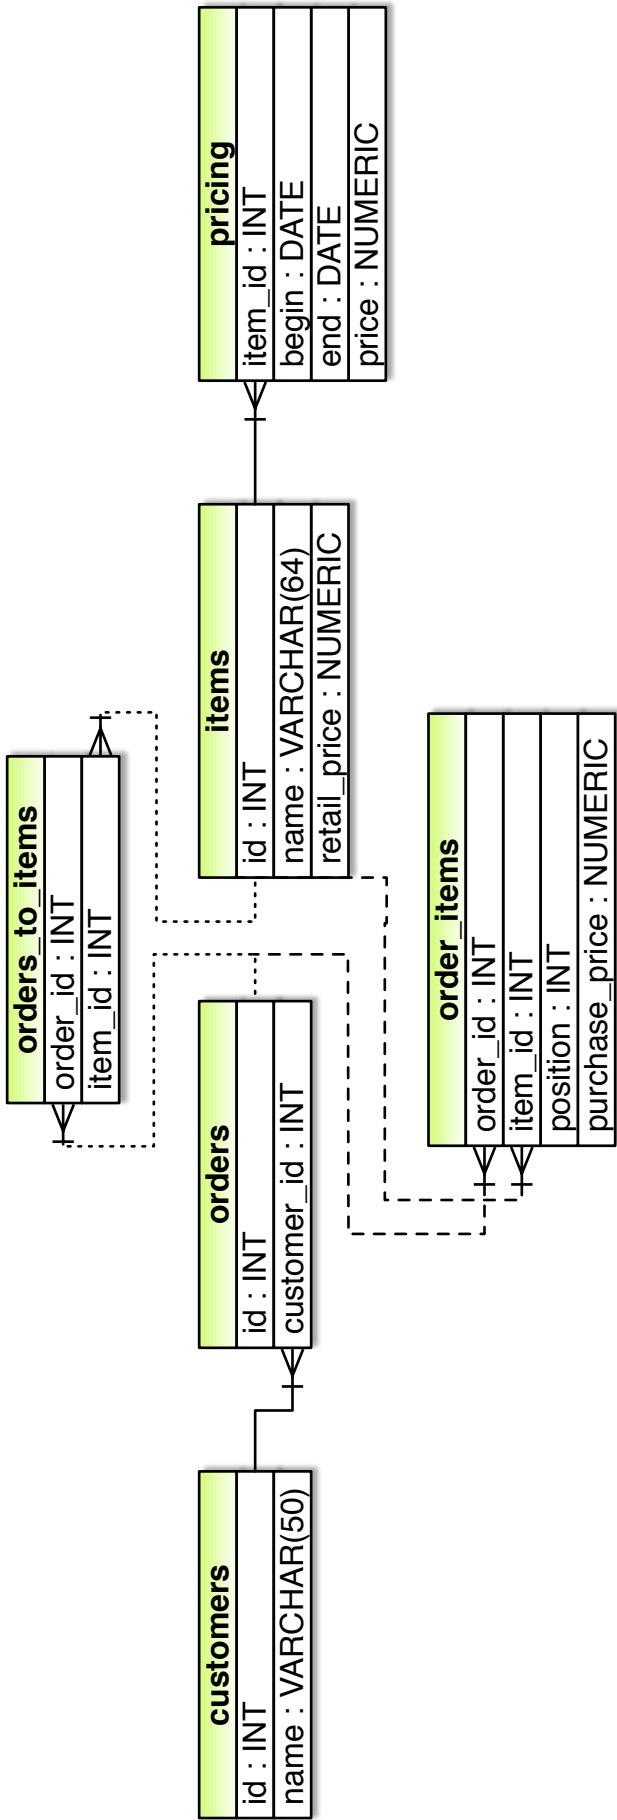 orders_to_items
order_id : INT
item_id : INT
customers
id : INT
name : VARCHAR(50)
orders
id : INT
customer_id : INT
items
id : INT
name : VARCHAR(64)
retail_price : NUMERIC
pricing
item_id : INT
begin : DATE
end : DATE
price : NUMERIC
order_items
order_id : INT
item_id : INT
position : INT
purchase_price : NUMERIC